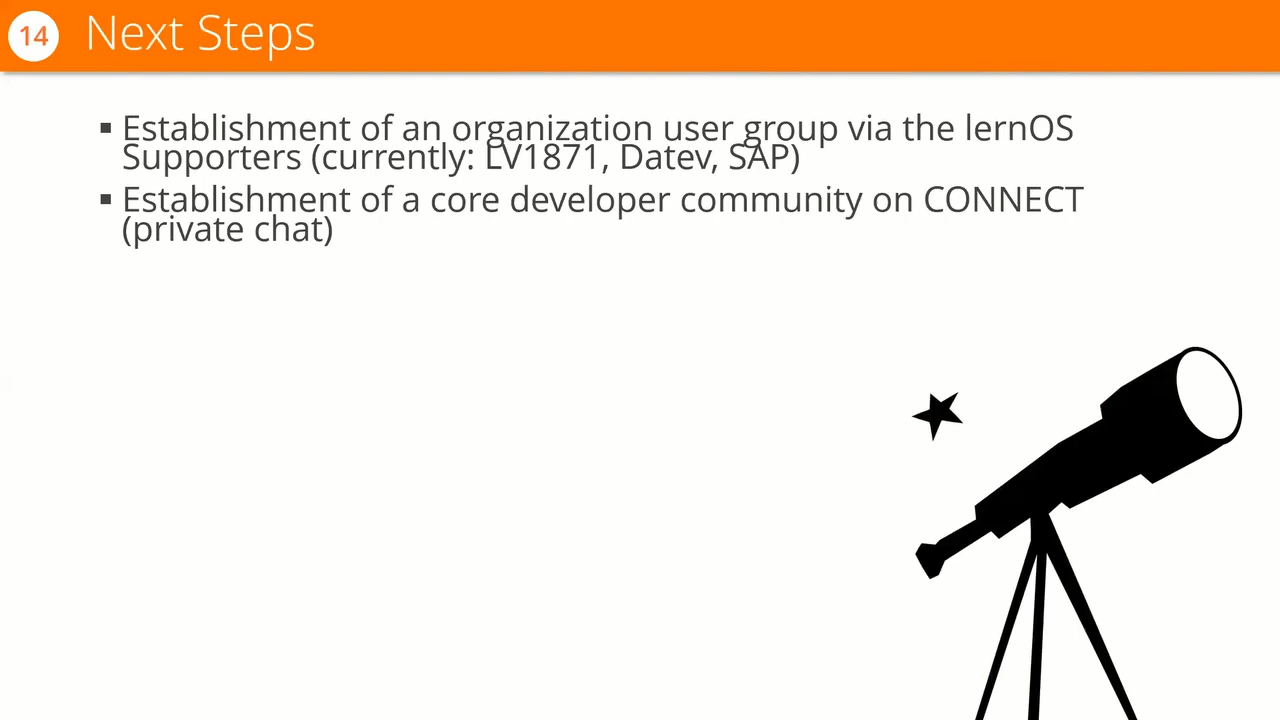 14 Next Steps
▪ Establishment of an organization user group via the lernOS
Supporters (currently: LV1871, Datev, SAP)
▪ Establishment of a core developer community on CONNECT
(private chat)